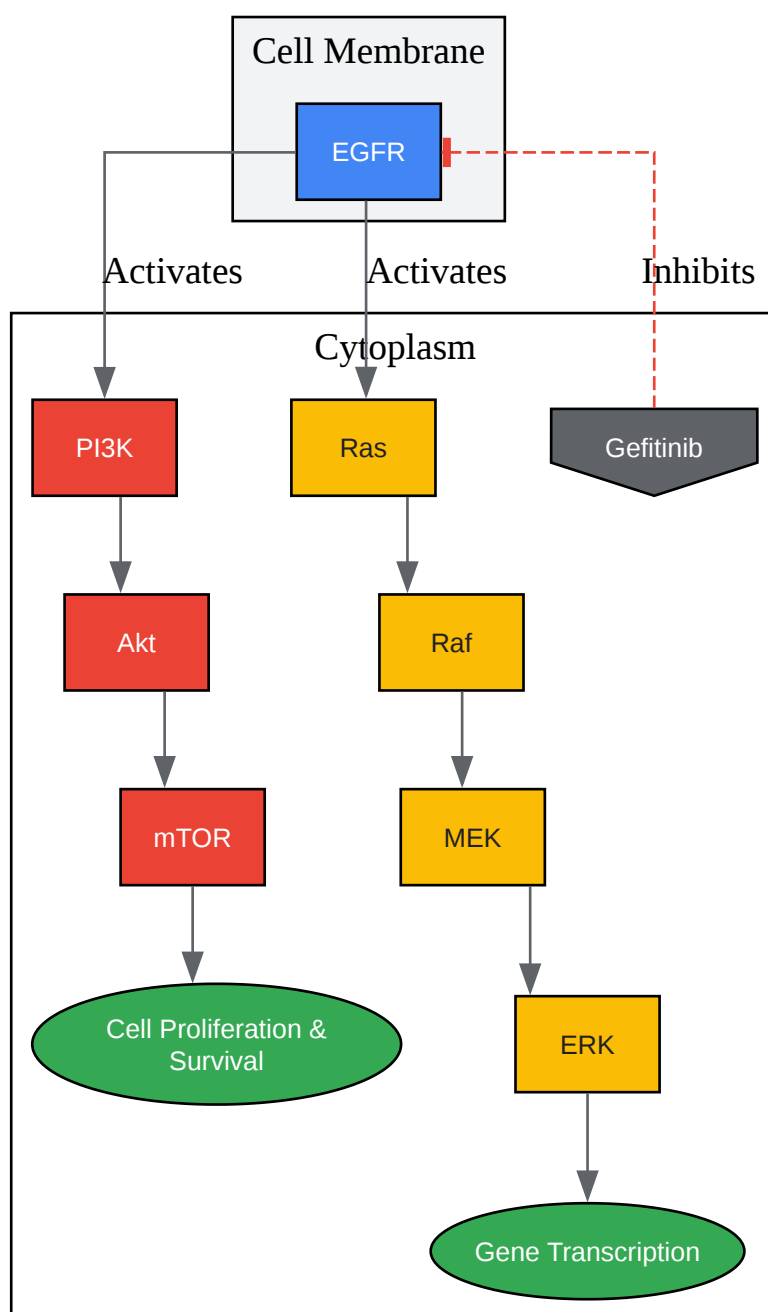 Cell Membrane
EGFR
Activates
Activates
Inhibits
Cytoplasm
PI3K
Ras
Gefitinib
Akt
Raf
mTOR
MEK
Cell Proliferation &
Survival
ERK
Gene Transcription